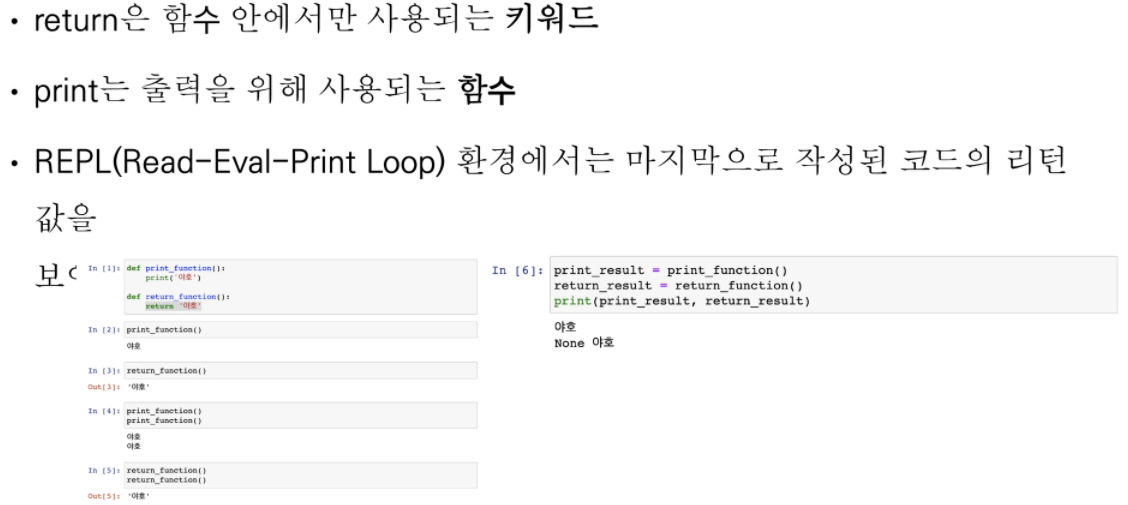 • return은 함수 안에서만 사용되는 키워드
• print는 출력을 위해 사용되는 함수
• REPL(Read-Eval-Print Loop) 환경에서는 마지막으로 작성된 코드의 리턴
값을
In [1]: def print_function():
print('야호')
def return_function():
return '야호'
In [2]: print_function()
야호
In [3]: return_function()
Out[3]: '야호'
In [4]: print_function()
print_function()
야호
야호
In [5]: return_function()
return_function()
Out[5]: '야호'
In [6]: print_result = print_function()
return_result = return_function()
print(print_result, return_result)
야호
None 야호